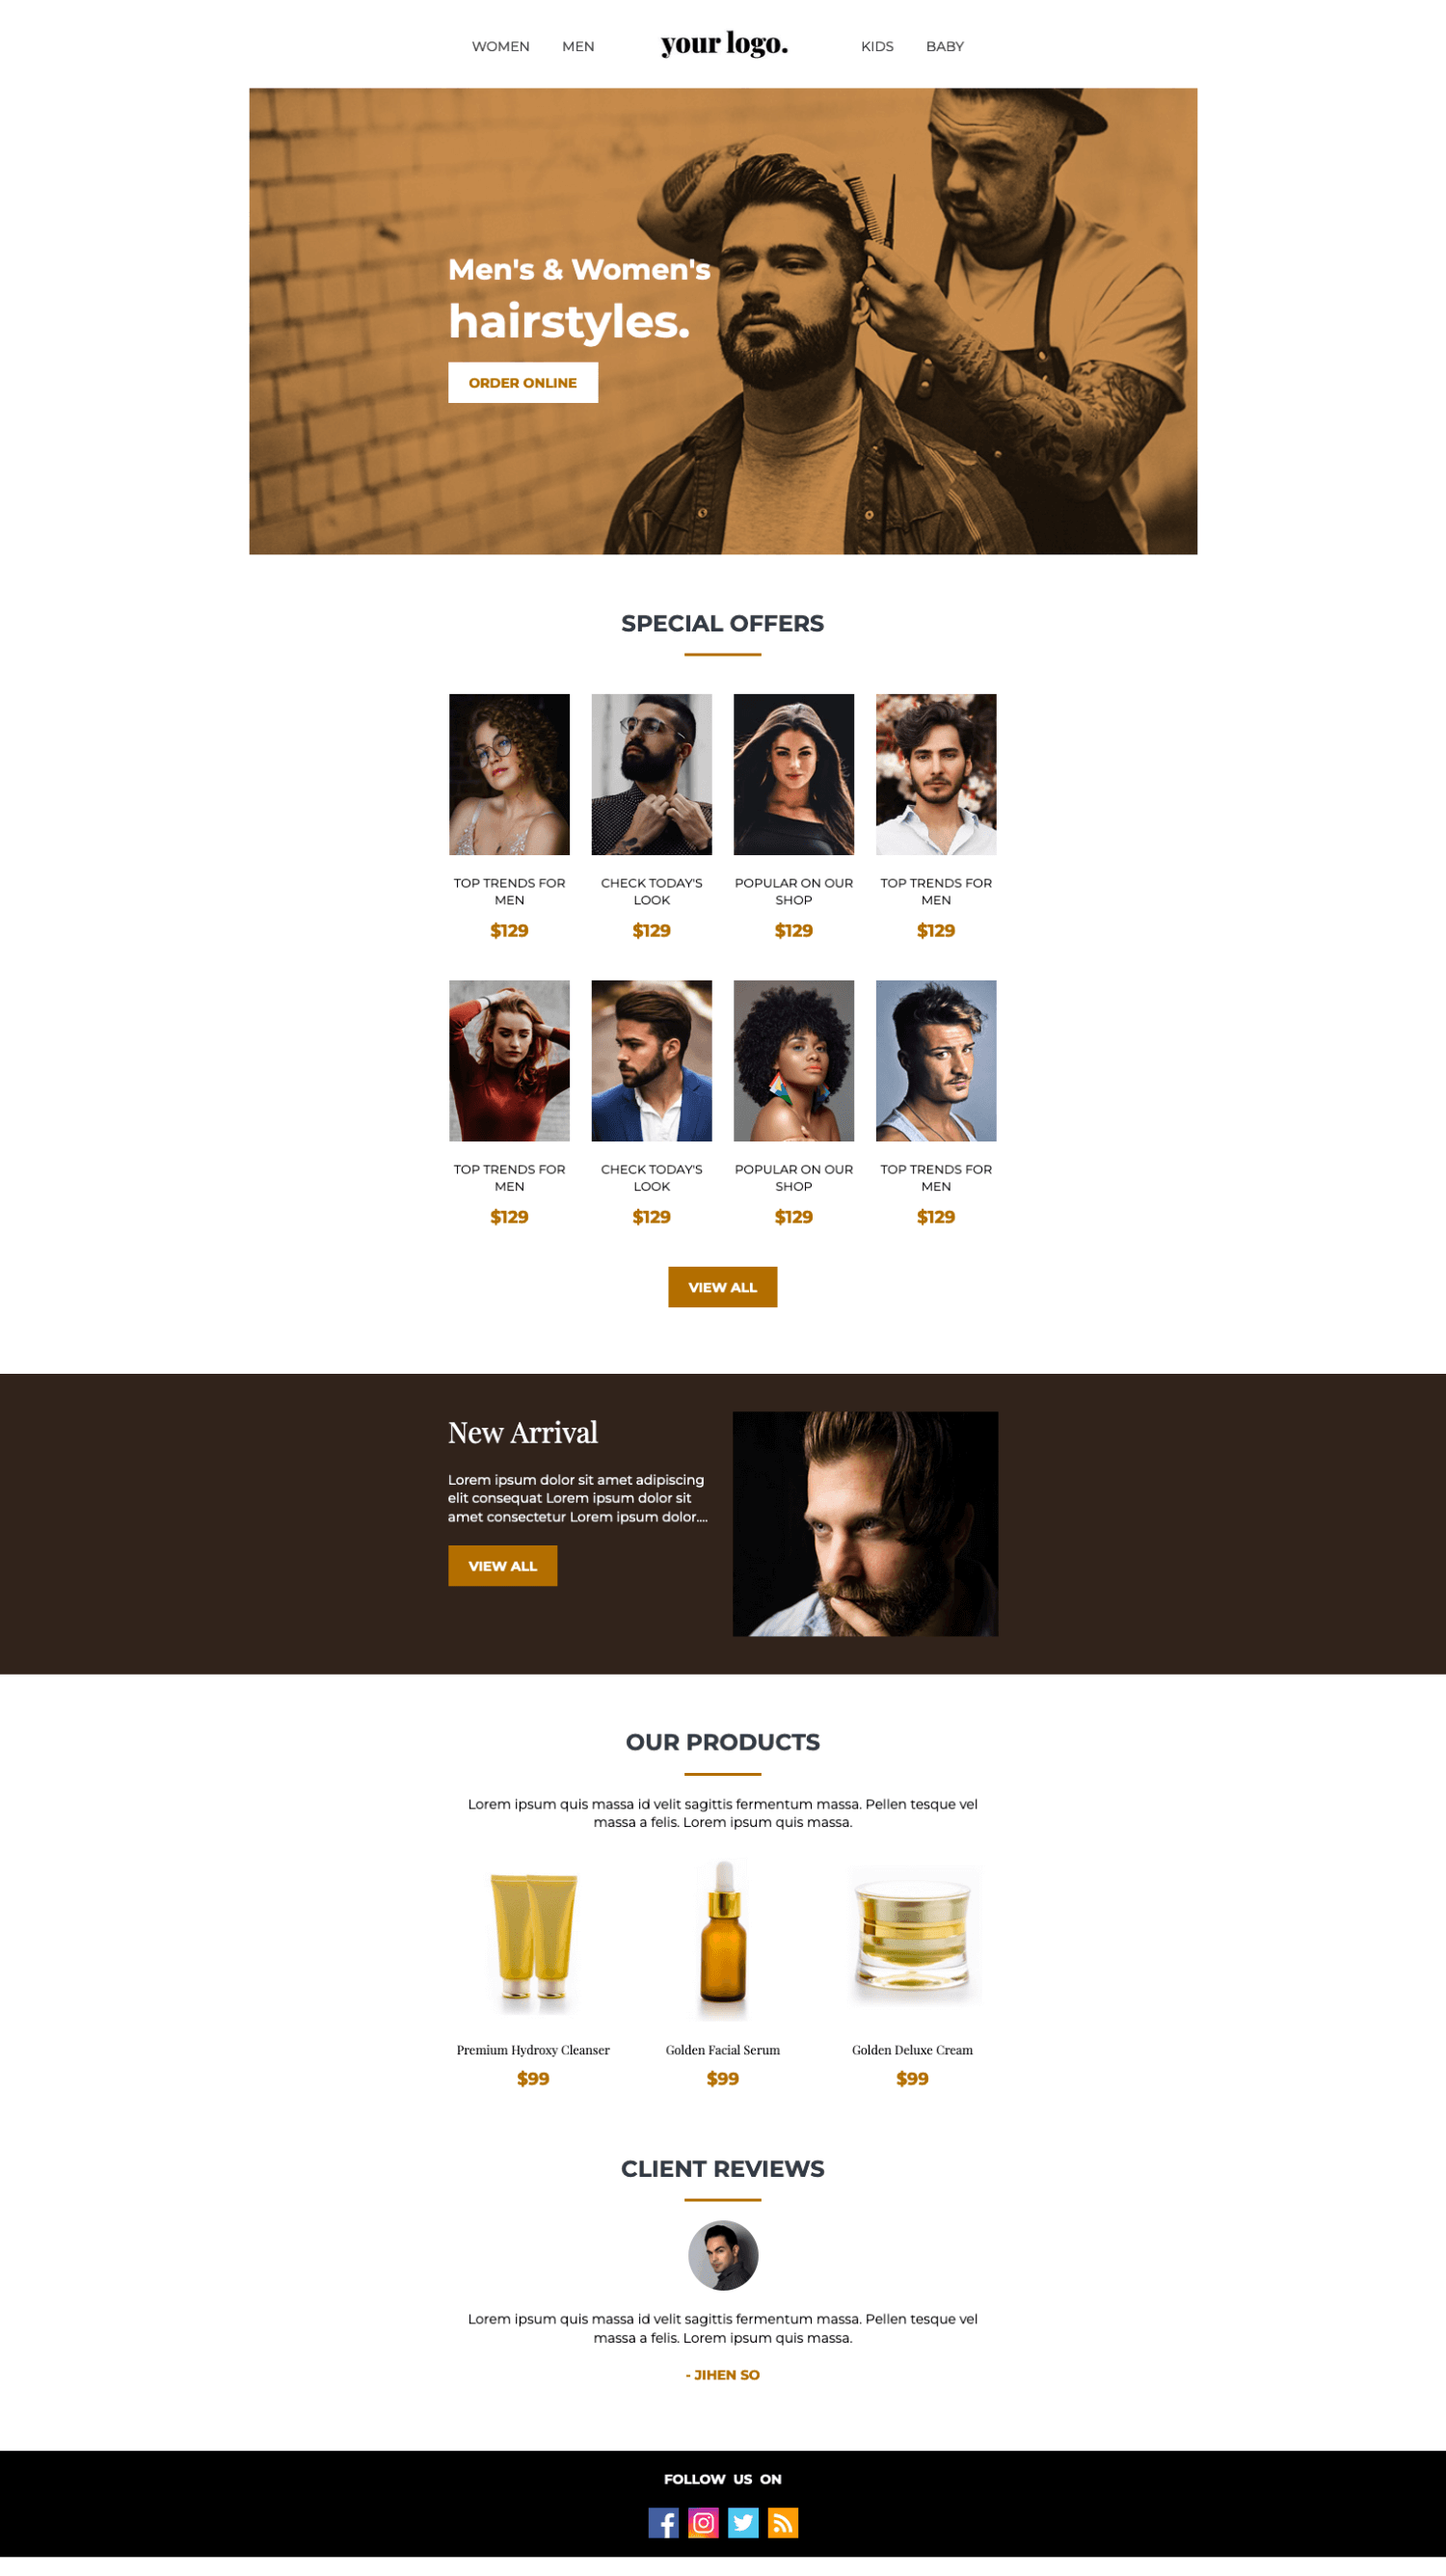 WOMEN MEN your logo. KIDS BABY
Men's & Women's
hairstyles.
ORDER ONLINE
SPECIAL OFFERS
TOP TRENDS FOR
MEN
$129
CHECK TODAY'S
LOOK
$129
POPULAR ON OUR
SHOP
$129
TOP TRENDS FOR
MEN
$129
TOP TRENDS FOR
MEN
$129
CHECK TODAY'S
LOOK
$129
POPULAR ON OUR
SHOP
$129
TOP TRENDS FOR
MEN
$129
VIEW ALL
New Arrival
Lorem ipsum dolor sit amet adipiscing
elit consequat Lorem ipsum dolor sit
amet consectetur Lorem ipsum dolor....
VIEW ALL
OUR PRODUCTS
Lorem ipsum quis massa id velit sagittis fermentum massa. Pellen tesque vel
massa a felis. Lorem ipsum quis massa.
Premium Hydroxy Cleanser
$99
Golden Facial Serum
$99
Golden Deluxe Cream
$99
CLIENT REVIEWS
Lorem ipsum quis massa id velit sagittis fermentum massa. Pellen tesque vel
massa a felis. Lorem ipsum quis massa.
- JIHEN SO
FOLLOW US ON